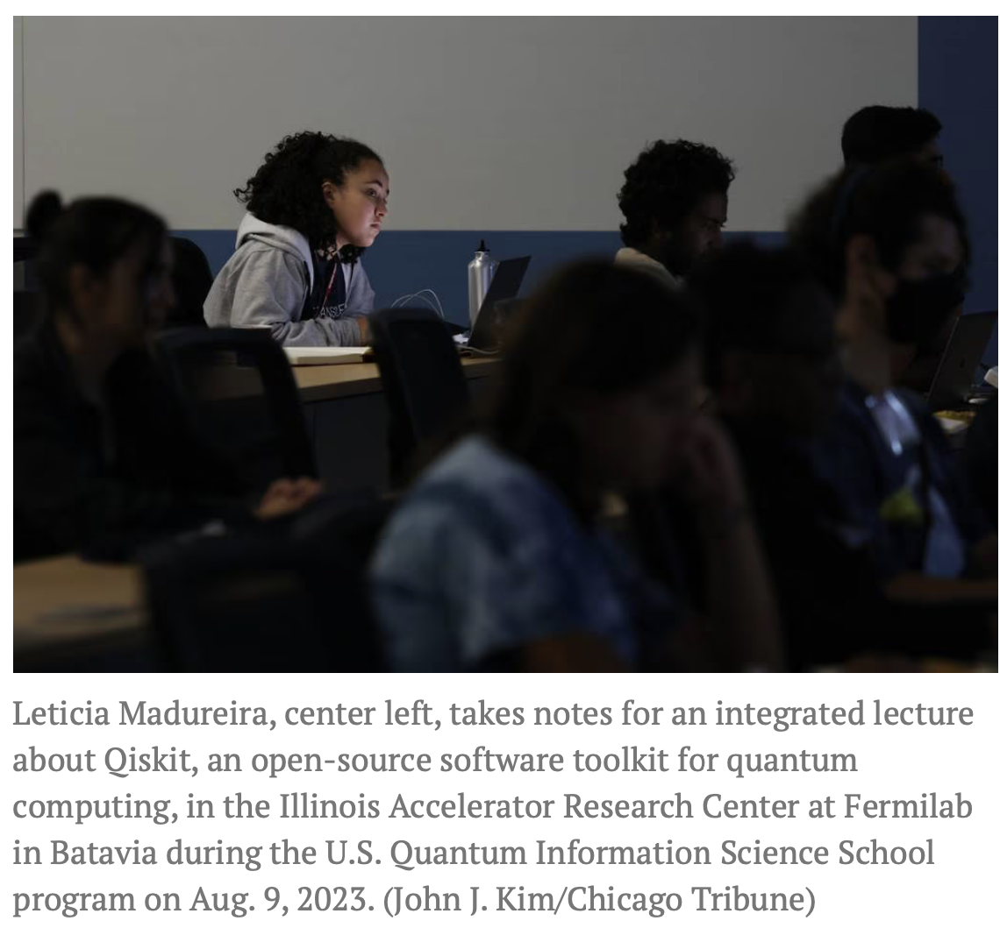 Leticia Madureira, center left, takes notes for an integrated lecture
about Qiskit, an open-source software toolkit for quantum
computing, in the Illinois Accelerator Research Center at Fermilab
in Batavia during the U.S. Quantum Information Science School
program on Aug. 9, 2023. (John J. Kim/Chicago Tribune)